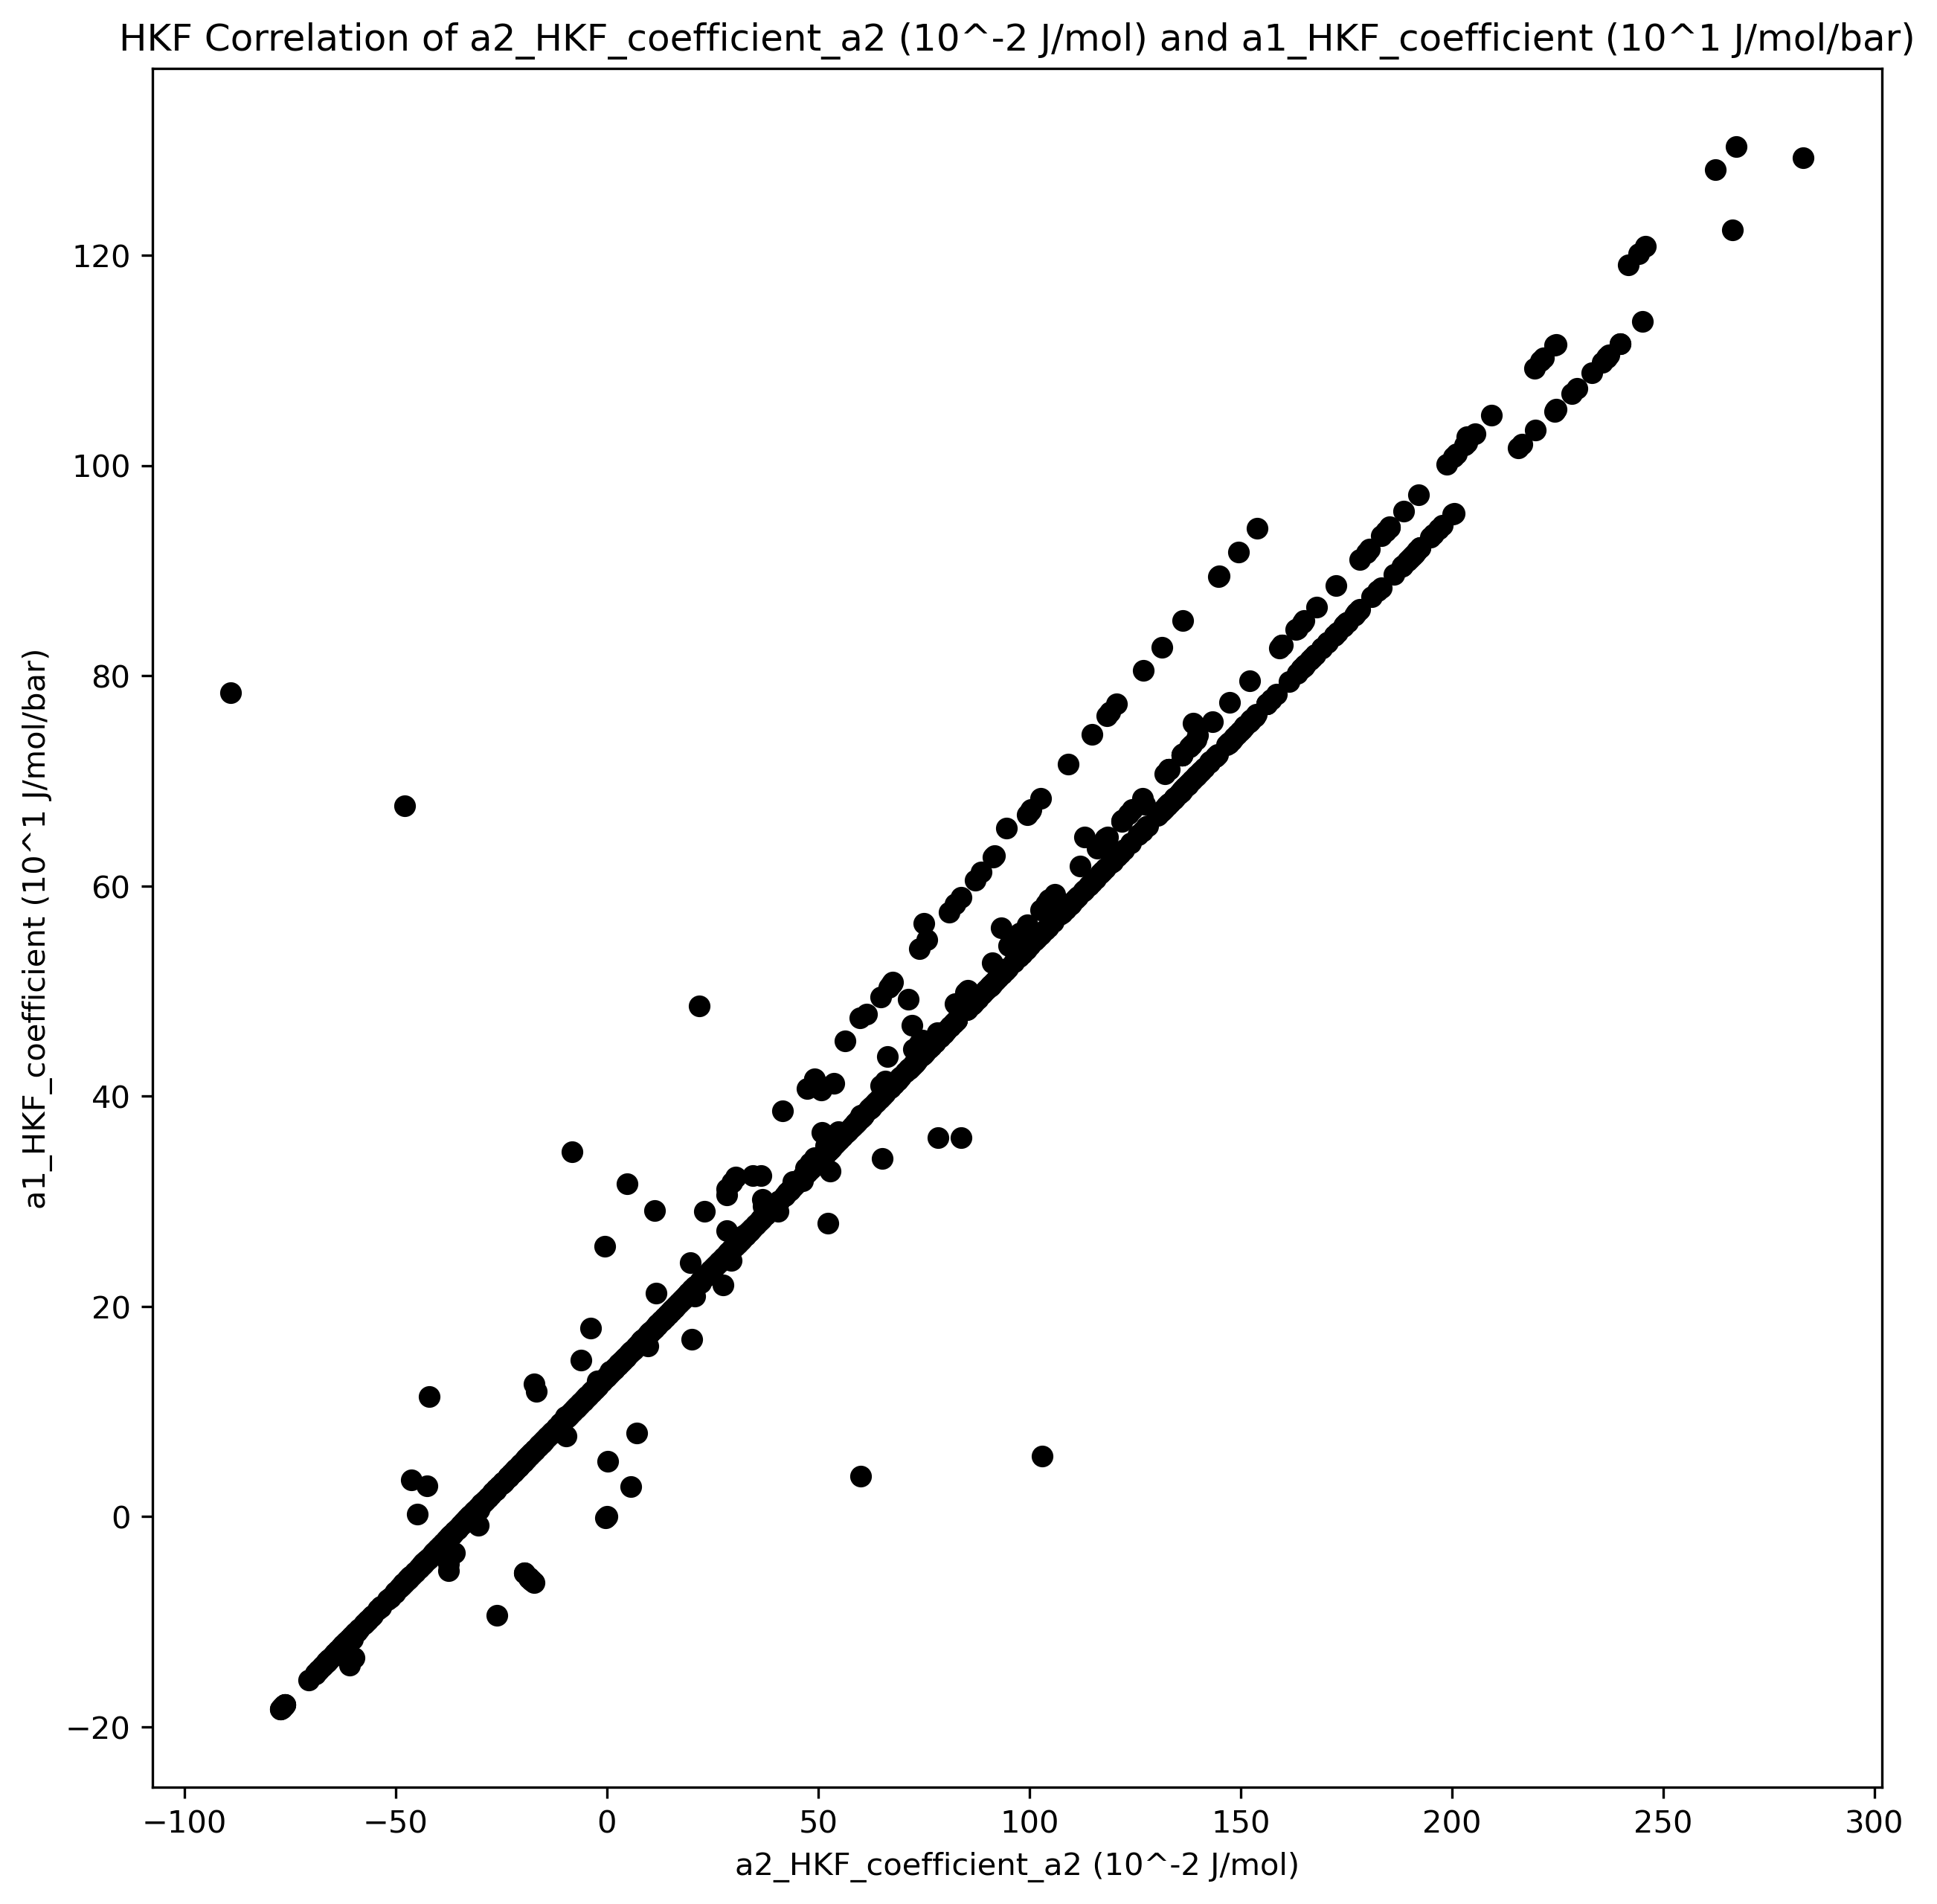 HKF Correlation of a2_HKF_coefficient_a2 (10^-2 J/mol) and a1_HKF_coefficient (10^1 J/mol/bar)
a1_HKF_coefficient (10^1 J/mol/bar)
120
100
80
60
40
20
0
−20
−100 −50 0 50 100 150 200 250 300
a2_HKF_coefficient_a2 (10^-2 J/mol)